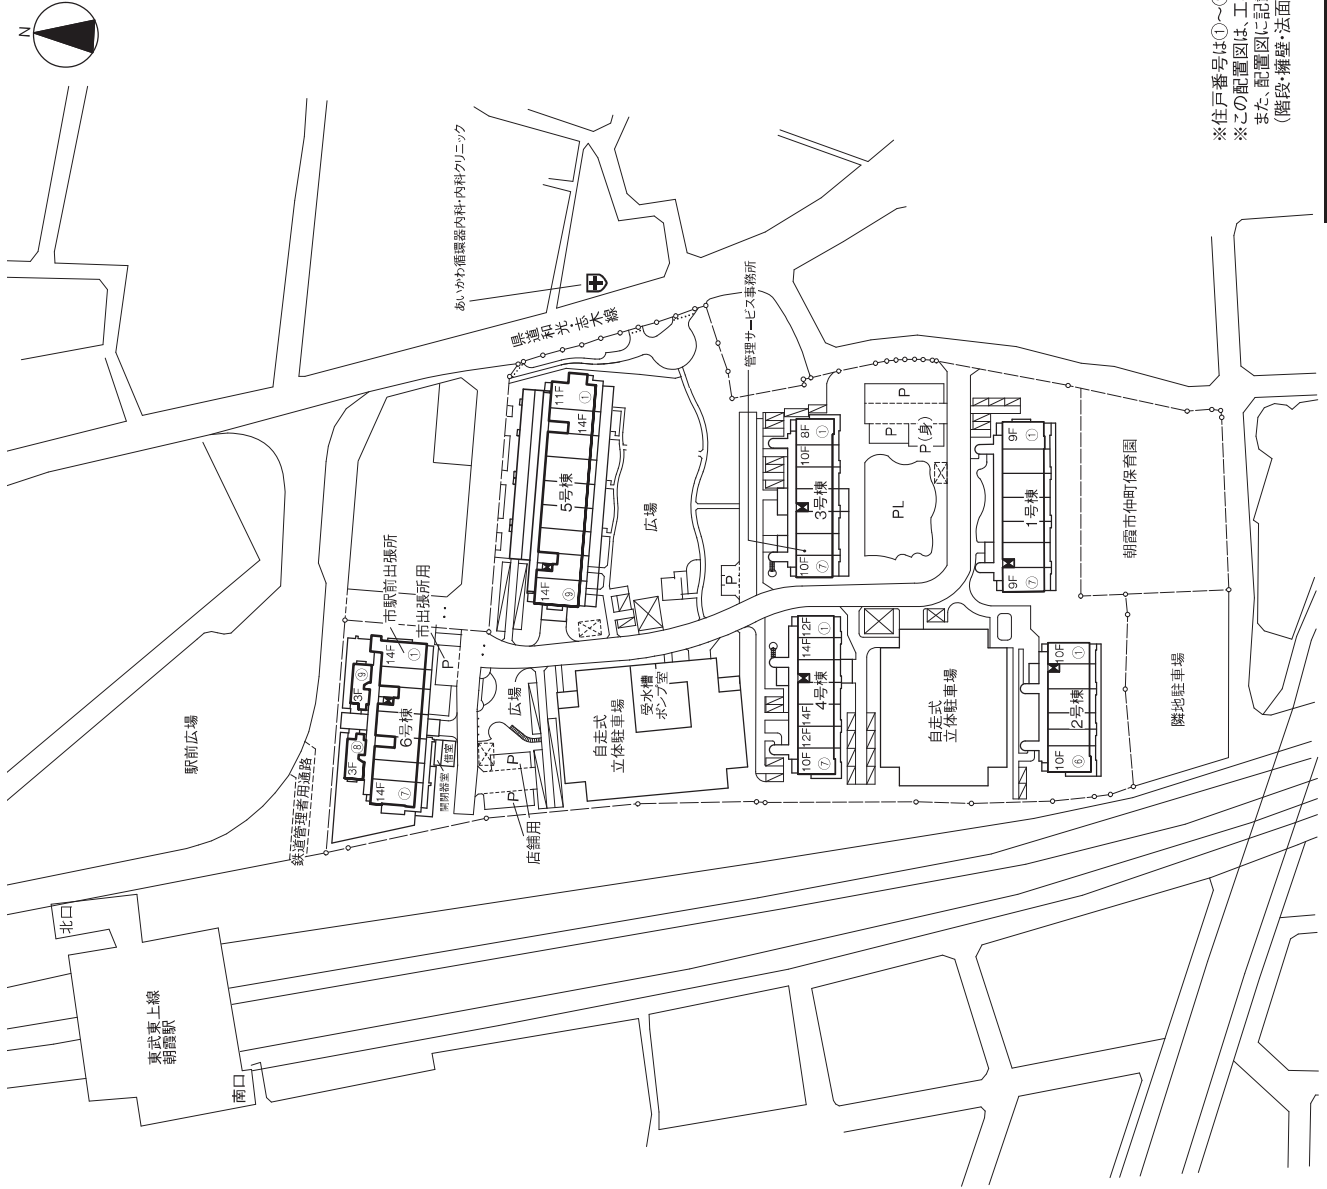 N
※住戸番号は①～
※この配置図は、工
また、配置図に記
(階段・擁壁・法面
あいかわ循環器内科・内科クリニック
県道和光・志木線
駅前広場
鉄道管理者用通路
市駅前出張所
市出張所用
P
3F
⑨
3F
⑧
14F
①
6号棟
14F
⑦
開閉器室
借室
広場
P
P
店舗用
11F
①
14F
5号棟
14F
⑨
広場
管理サービス事務所
P
8F
①
10F
3号棟
10F
⑦
P
P
P(身)
PL
9F
①
1号棟
9F
⑦
朝霞市仲町保育園
自走式
立体駐車場
受水槽
ポンプ室
12F
①
14F
4号棟
14F
12F
10F
⑦
自走式
立体駐車場
10F
①
2号棟
10F
⑥
隣地駐車場
北口
東武東上線
朝霞駅
南口